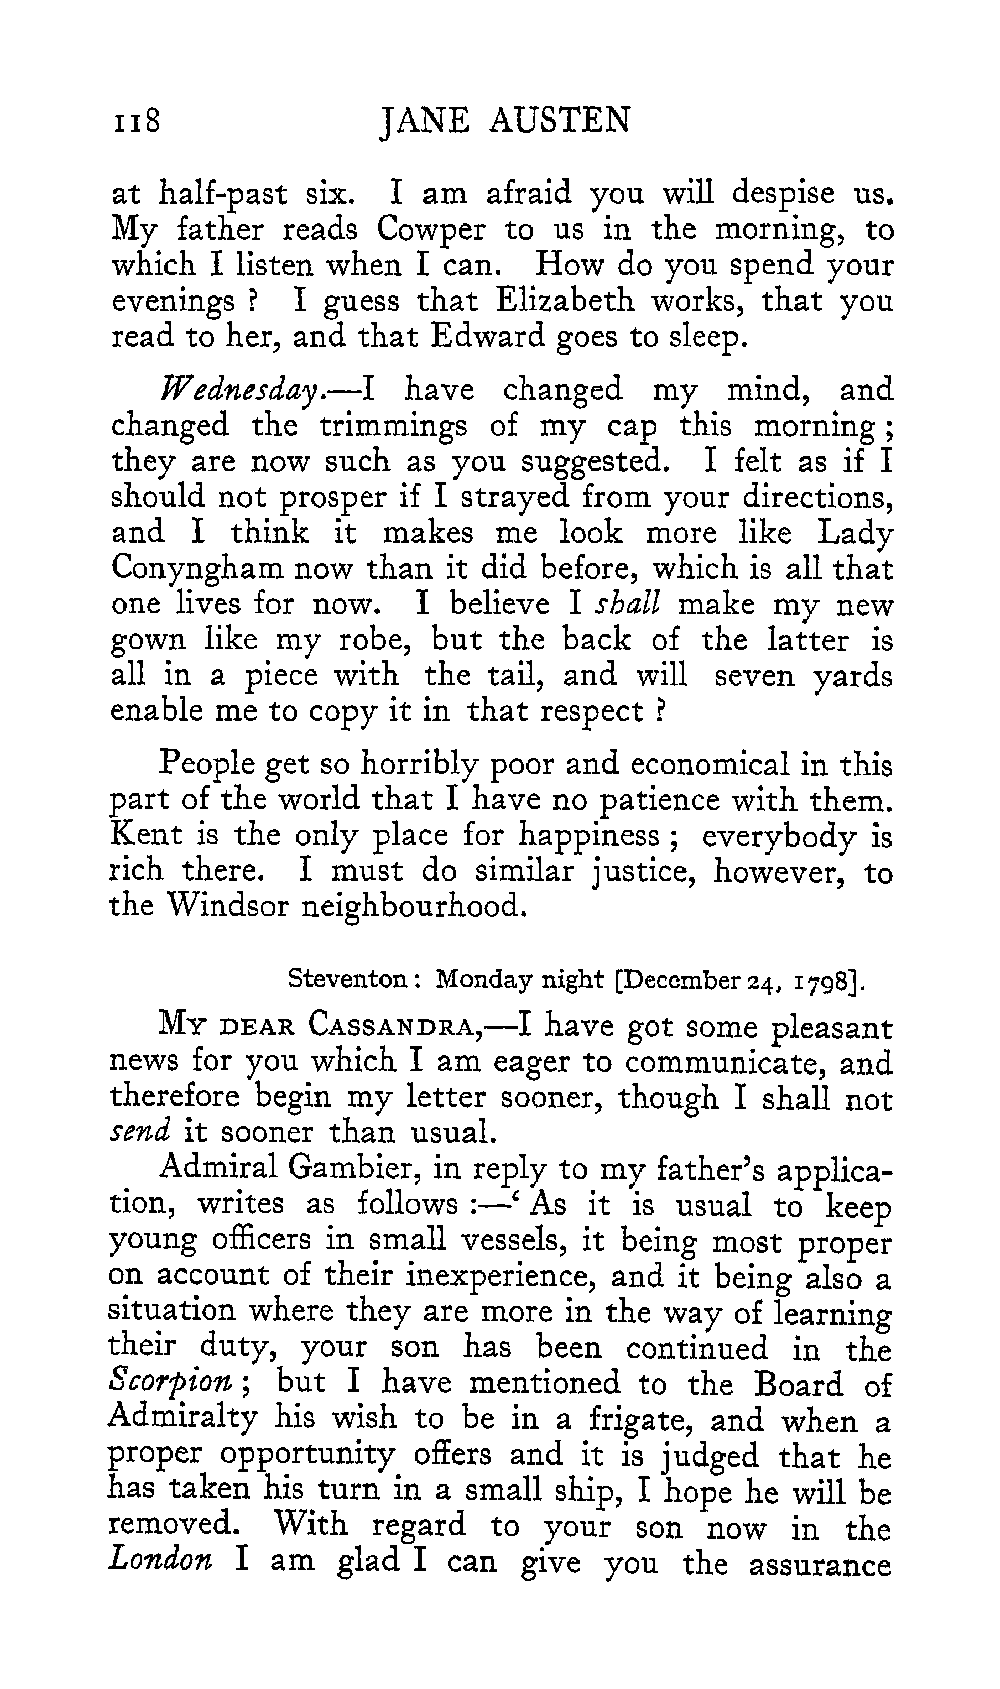 118 JANE AUSTEN
at half-past six. I am afraid you will despise us.
My father reads Cowper to us in the morning, to
which I listen when I can. How do you spend your
evenings ? I guess that Elizabeth works, that you
read to her, and that Edward goes to sleep.
Wednesday.—I have changed my mind, and
changed the trimmings of my cap this morning ;
they are now such as you suggested. I felt as if I
should not prosper if I strayed from your directions,
and I think it makes me look more like Lady
Conyngham now than it did before, which is all that
one lives for now. I believe I shall make my new
gown like my robe, but the back of the latter is
all in a piece with the tail, and will seven yards
enable me to copy it in that respect ?
People get so horribly poor and economical in this
part of the world that I have no patience with them.
Kent is the only place for happiness ; everybody is
rich there. I must do similar justice, however, to
the Windsor neighbourhood.
Steventon : Monday night [December 24, 1798].
MY DEAR CASSANDRA,—I have got some pleasant
news for you which I am eager to communicate, and
therefore begin my letter sooner, though I shall not
send it sooner than usual.
Admiral Gambier, in reply to my father's applica-
tion, writes as follows :—‘ As it is usual to keep
young officers in small vessels, it being most proper
on account of their inexperience, and it being also a
situation where they are more in the way of learning
their duty, your son has been continued in the
Scorpion ; but I have mentioned to the Board of
Admiralty his wish to be in a frigate, and when a
proper opportunity offers and it is judged that he
has taken his turn in a small ship, I hope he will be
removed. With regard to your son now in the
London I am glad I can give you the assurance